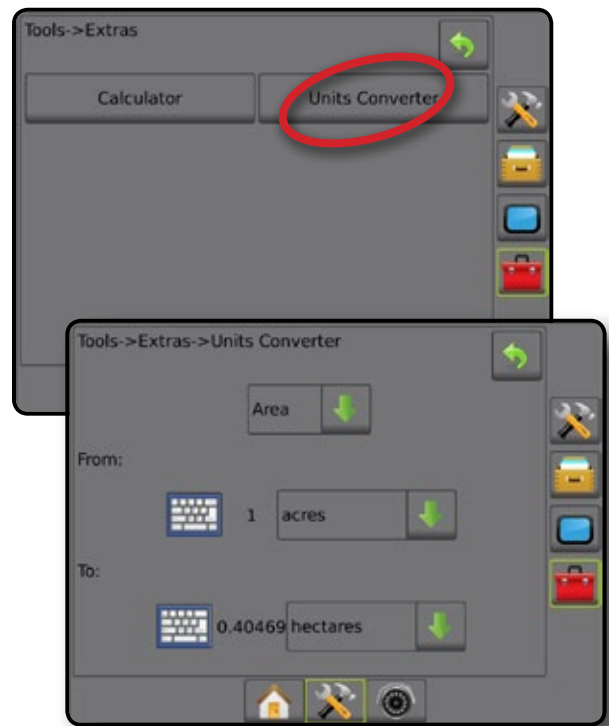 Tools->Extras
Calculator Units Converter
Tools->Extras->Units Converter
Area
From:
1 acres
To:
0.40469 hectares